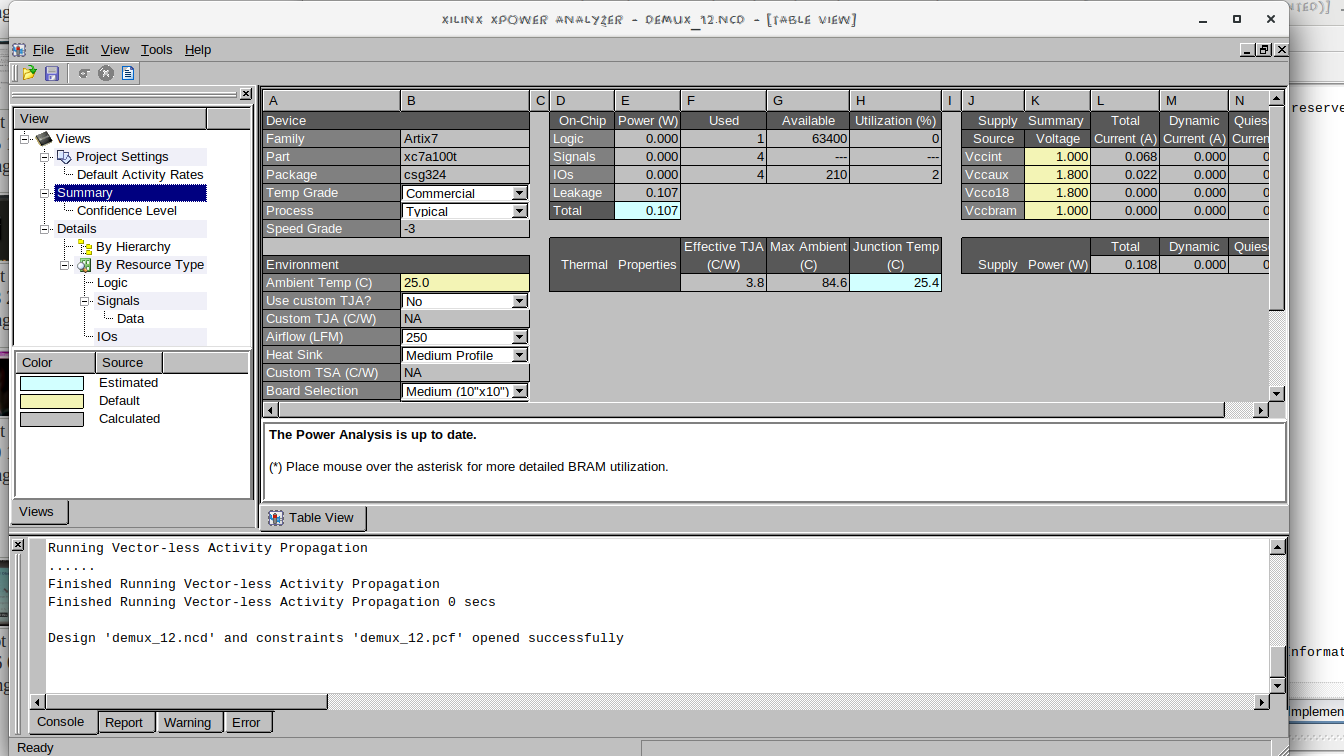 XILINX XPOWER ANALYZER - DEMUX_12.NCD - [TABLE VIEW]
File Edit View Tools Help
View
Views
Project Settings
Default Activity Rates
Summary
Confidence Level
Details
By Hierarchy
By Resource Type
Logic
Signals
Data
IOs
Color Source
Estimated
Default
Calculated
Views
A B C D E F G H I J K L M N
Device On-Chip Power (W) Used Available Utilization (%) Supply Summary Total Dynamic Quies
Family Artix7 Logic 0.000 1 63400 0 Source Voltage Current (A) Current (A) Curren
Part xc7a100t Signals 0.000 4 --- --- Vccint 1.000 0.068 0.000 0
Package csg324 IOs 0.000 4 210 2 Vccaux 1.800 0.022 0.000 0
Temp Grade Commercial Leakage 0.107 Vcco18 1.800 0.000 0.000 0
Process Typical Total 0.107 Vccbram 1.000 0.000 0.000 0
Speed Grade -3
Effective TJA Max Ambient Junction Temp Total Dynamic Quies
Environment Thermal Properties (C/W) (C) (C) Supply Power (W) 0.108 0.000 0
Ambient Temp (C) 25.0 3.8 84.6 25.4
Use custom TJA? No
Custom TJA (C/W) NA
Airflow (LFM) 250
Heat Sink Medium Profile
Custom TSA (C/W) NA
Board Selection Medium (10"x10")
The Power Analysis is up to date.
(*) Place mouse over the asterisk for more detailed BRAM utilization.
Table View
Running Vector-less Activity Propagation
......
Finished Running Vector-less Activity Propagation
Finished Running Vector-less Activity Propagation 0 secs
Design 'demux_12.ncd' and constraints 'demux_12.pcf' opened successfully
Console Report Warning Error
Ready
reserve
nformat
mplemen